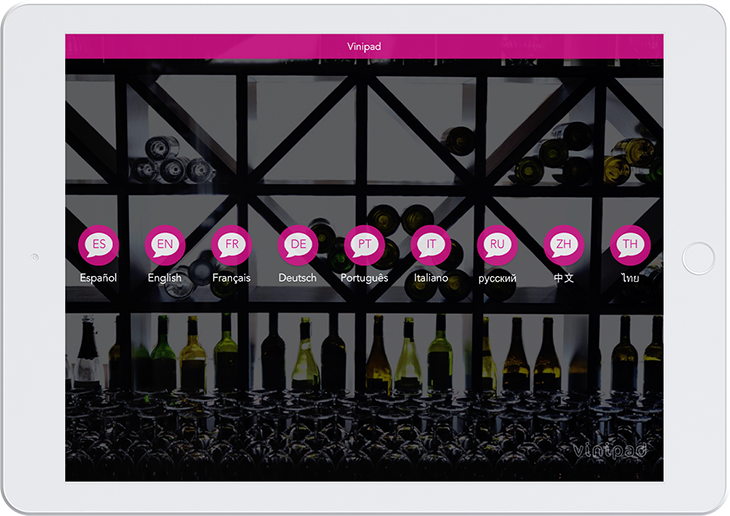 Vinipad
ES EN FR DE PT IT RU ZH TH
Español English Français Deutsch Português Italiano русский 中文 ไทย
vinipad